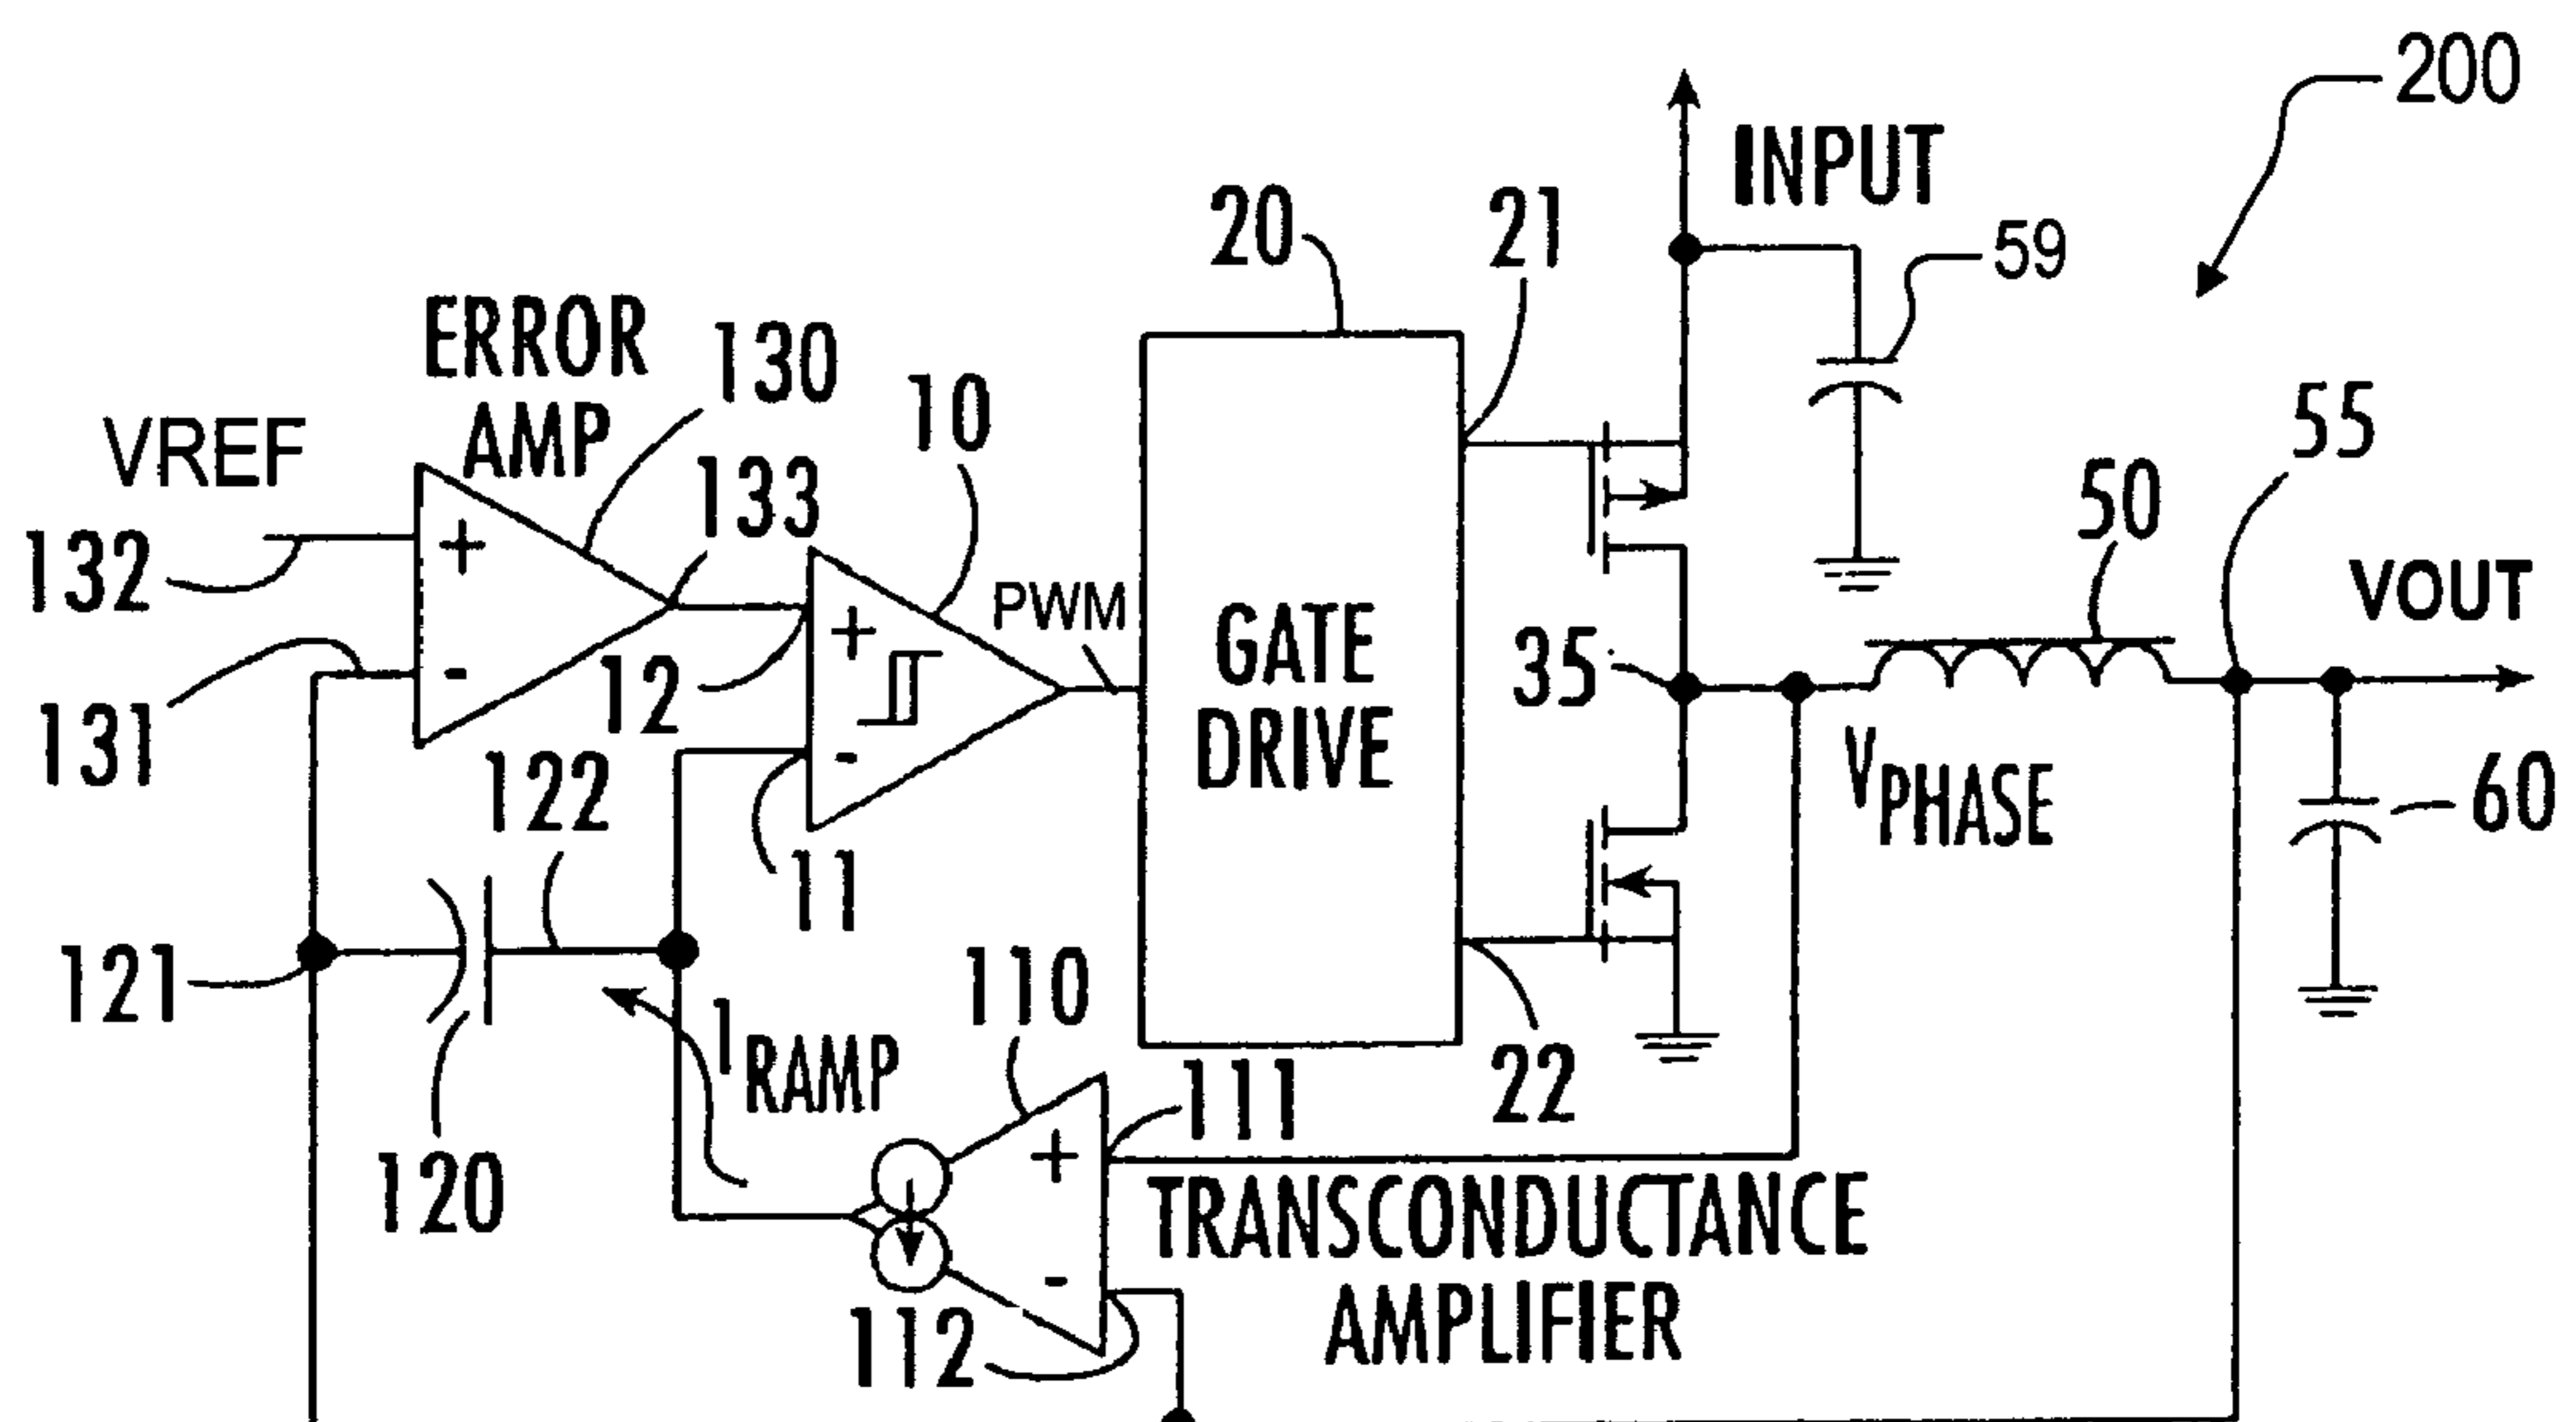 200
INPUT
20
21
59
ERROR
AMP
130
10
VREF
133
55
50
132
+
+
PWM
VOUT
12
GATE
DRIVE
35
131
-
-
122
VPHASE
60
11
121
110
IRAMP
22
111
+
120
TRANSCONDUCTANCE
AMPLIFIER
-
112